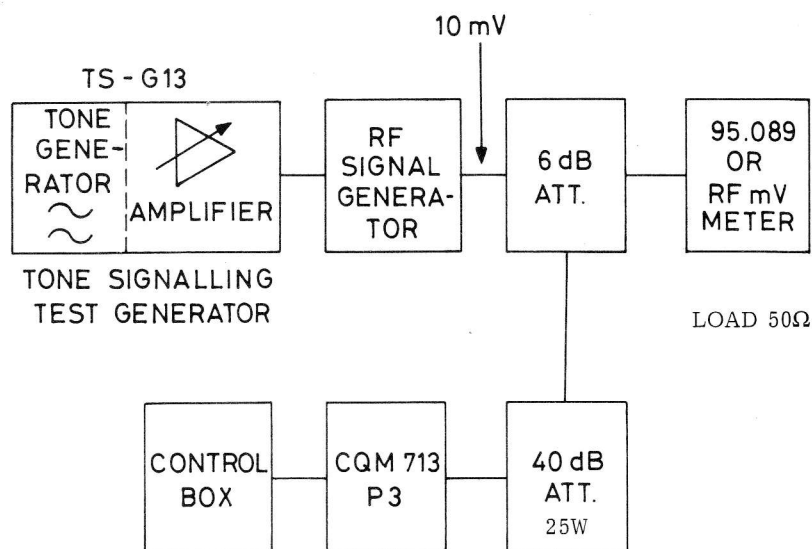 10 mV
TS - G13
TONE
GENE-
RATOR
AMPLIFIER
RF
SIGNAL
GENERA-
TOR
6 dB
ATT.
95.089
OR
RF mV
METER
TONE SIGNALLING
TEST GENERATOR
LOAD 50Ω
CONTROL
BOX
CQM 713
P3
40 dB
ATT.
25W